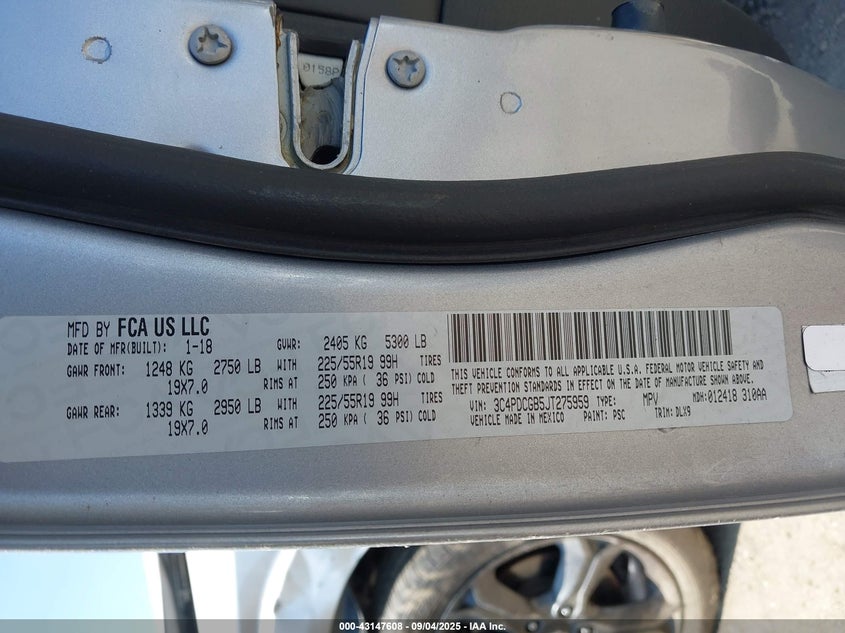 0158P
MFD BY FCA US LLC
DATE OF MFR(BUILT): 1-18 GVWR: 2405 KG 5300 LB
GAWR FRONT: 1248 KG 2750 LB WITH 225/55R19 99H TIRES
19X7.0 RIMS AT 250 KPA ( 36 PSI) COLD
GAWR REAR: 1339 KG 2950 LB WITH 225/55R19 99H TIRES
19X7.0 RIMS AT 250 KPA ( 36 PSI) COLD
THIS VEHICLE CONFORMS TO ALL APPLICABLE U.S.A. FEDERAL MOTOR VEHICLE SAFETY AND
THEFT PREVENTION STANDARDS IN EFFECT ON THE DATE OF MANUFACTURE SHOWN ABOVE.
VIN: 3C4PDCGB5JT275959 TYPE: MPV MDH:012418 310AA
VEHICLE MADE IN MEXICO PAINT: PSC TRIM: DLX9
000-43147608 - 09/04/2025 - IAA Inc.